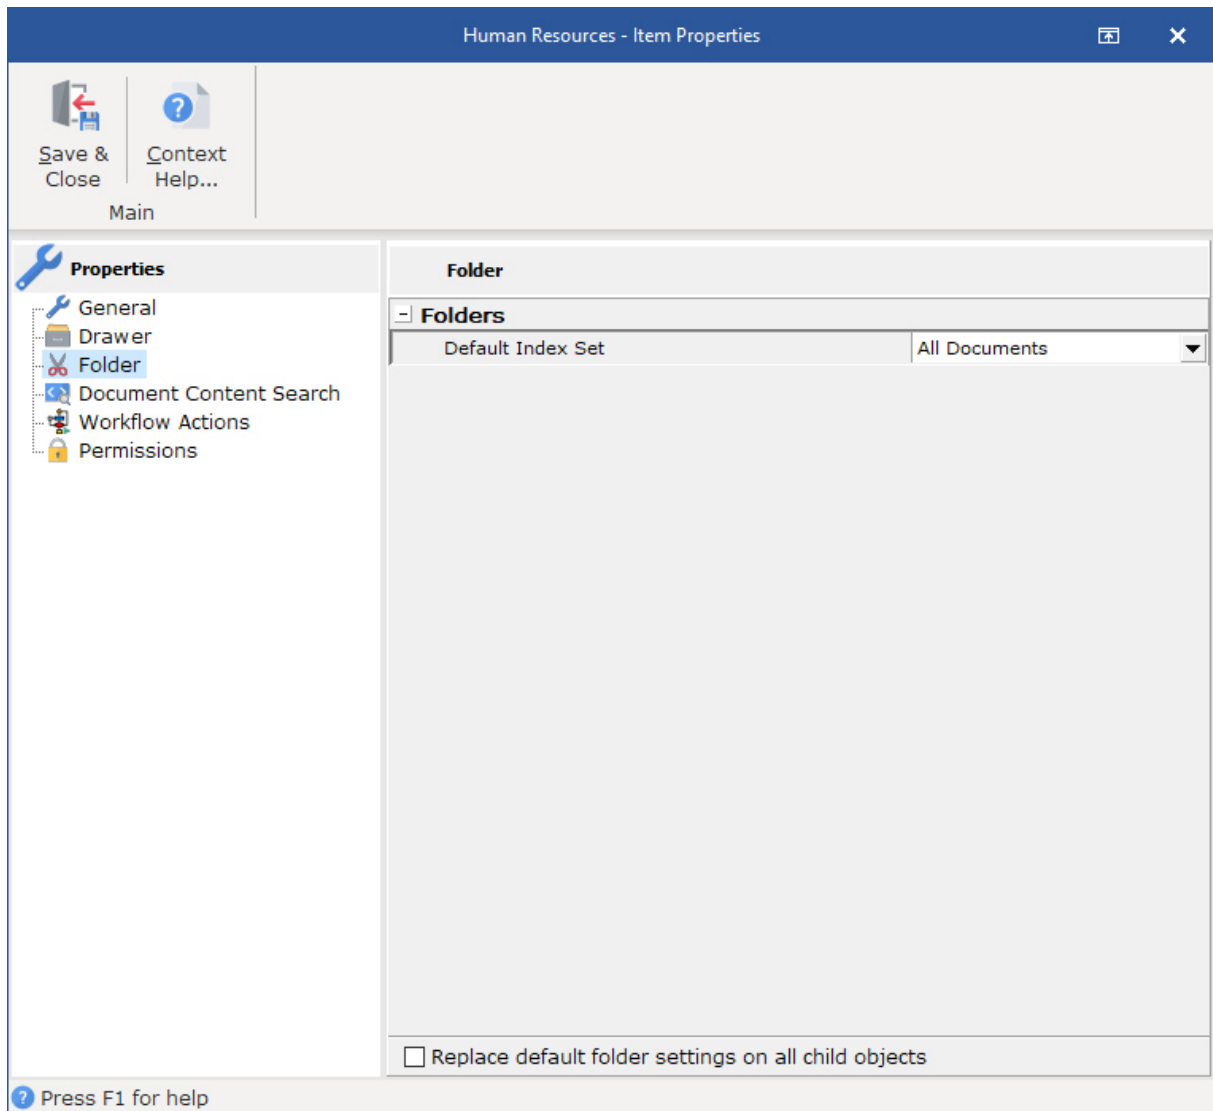 Human Resources - Item Properties
Save & Close
Context Help...
Main
Properties
General
Drawer
Folder
Document Content Search
Workflow Actions
Permissions
Folder
Folders
Default Index Set All Documents
Replace default folder settings on all child objects
Press F1 for help